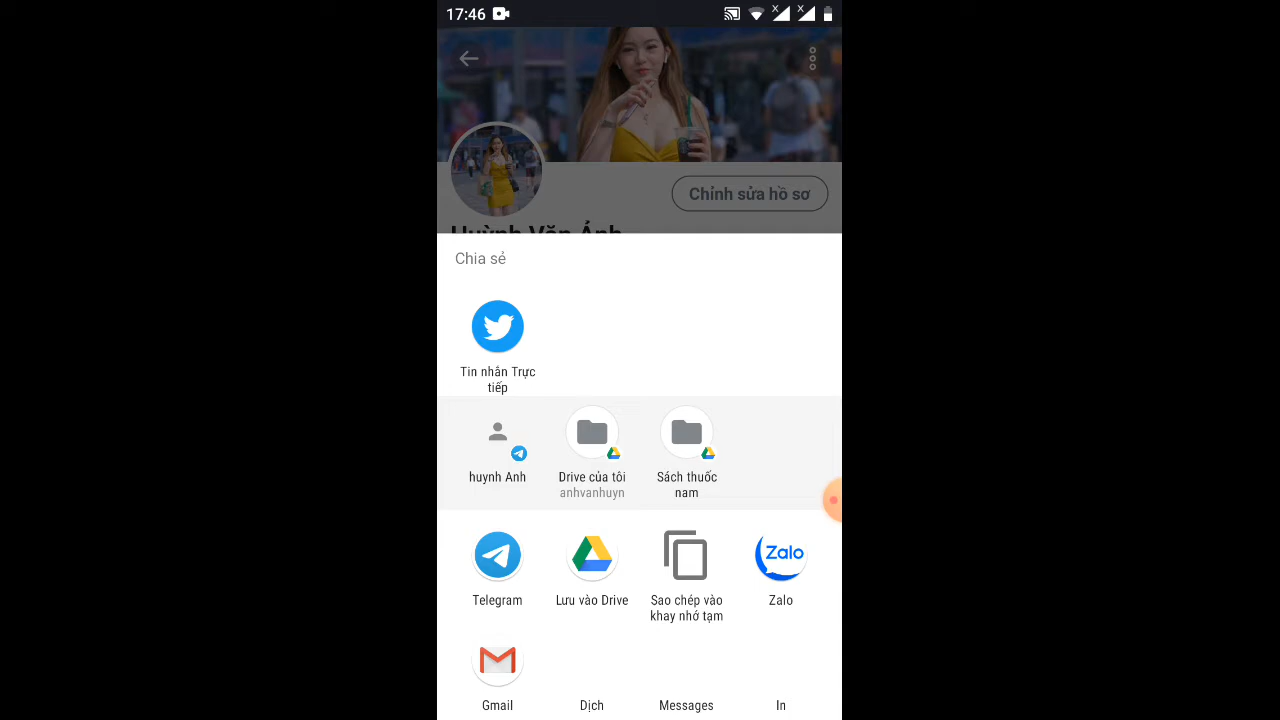 17:46
Chỉnh sửa hồ sơ
Huỳnh Văn Ánh
Chia sẻ
Tin nhắn Trực
tiếp
huynh Anh
Drive của tôi
anhvanhuyn
Sách thuốc
nam
Telegram
Lưu vào Drive
Sao chép vào
khay nhớ tạm
Zalo
Zalo
Gmail
Dịch
Messages
In